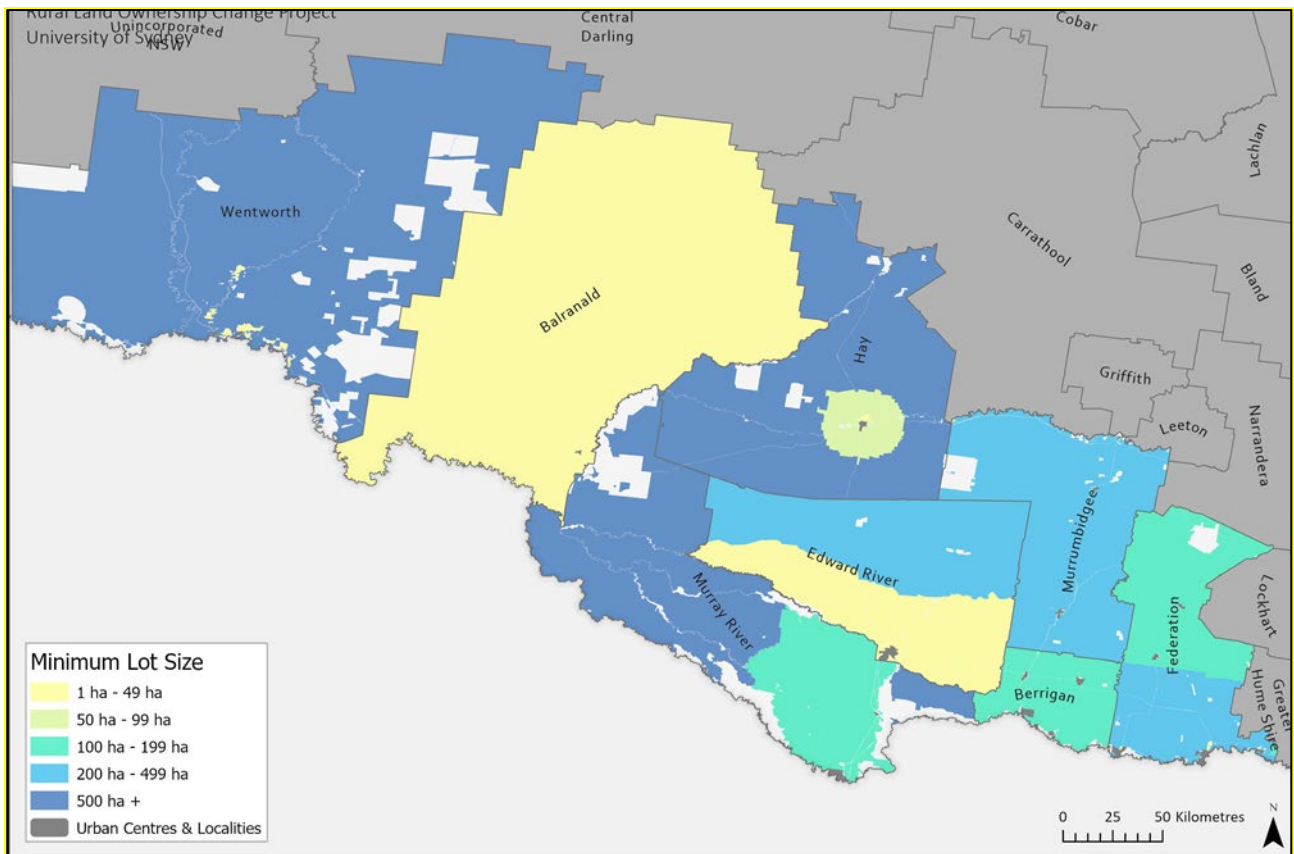 Rural Land Ownership Change Project
University of Sydney
Unincorporated
NSW
Central
Darling
Cobar
Lachlan
Wentworth
Carrathool
Bland
Balranald
Hay
Griffith
Leeton
Narrandera
Murrumbidgee
Edward River
Murray River
Federation
Lockhart
Berrigan
Greater
Hume Shire
Minimum Lot Size
1 ha - 49 ha
50 ha - 99 ha
100 ha - 199 ha
200 ha - 499 ha
500 ha +
Urban Centres & Localities
0 25 50 Kilometres
N